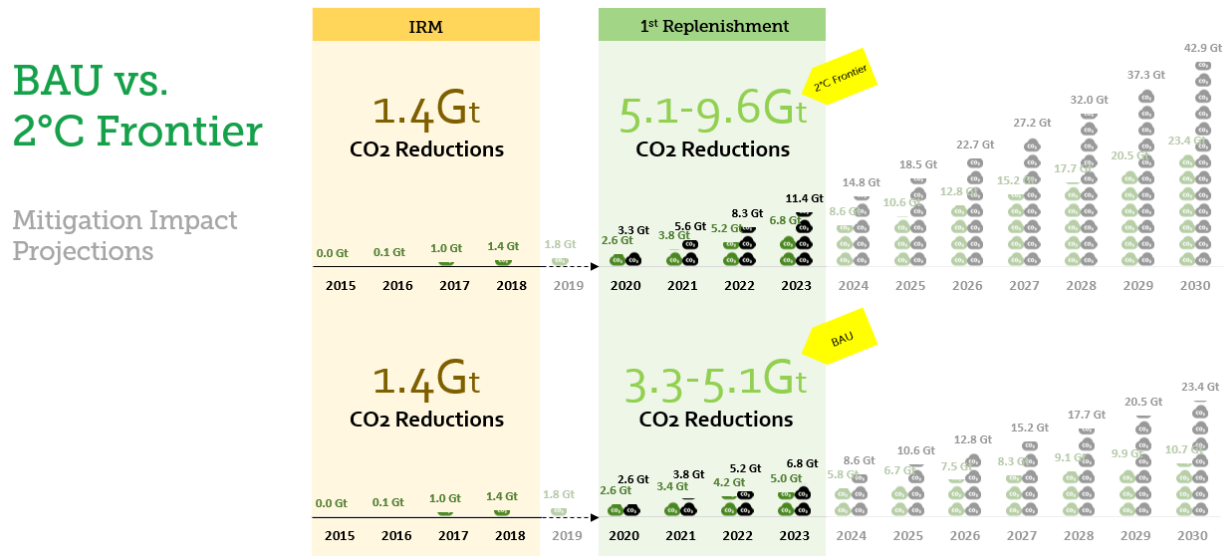 BAU vs.
2°C Frontier
Mitigation Impact
Projections
IRM
1st Replenishment
1.4Gt
CO2 Reductions
5.1-9.6Gt
CO2 Reductions
2°C Frontier
0.0 Gt
0.1 Gt
1.0 Gt
1.4 Gt
1.8 Gt
2.6 Gt
3.3 Gt
3.8 Gt
5.6 Gt
5.2 Gt
8.3 Gt
6.8 Gt
11.4 Gt
8.6 Gt
14.8 Gt
10.6 Gt
18.5 Gt
12.8 Gt
22.7 Gt
15.2 Gt
27.2 Gt
17.7 Gt
32.0 Gt
20.5 Gt
37.3 Gt
23.4 Gt
42.9 Gt
2015 2016 2017 2018 2019 2020 2021 2022 2023 2024 2025 2026 2027 2028 2029 2030
1.4Gt
CO2 Reductions
3.3-5.1Gt
CO2 Reductions
BAU
0.0 Gt
0.1 Gt
1.0 Gt
1.4 Gt
1.8 Gt
2.6 Gt
2.6 Gt
3.4 Gt
3.8 Gt
4.2 Gt
5.2 Gt
5.0 Gt
6.8 Gt
5.8 Gt
8.6 Gt
6.7 Gt
10.6 Gt
7.5 Gt
12.8 Gt
8.3 Gt
15.2 Gt
9.1 Gt
17.7 Gt
9.9 Gt
20.5 Gt
10.7 Gt
23.4 Gt
2015 2016 2017 2018 2019 2020 2021 2022 2023 2024 2025 2026 2027 2028 2029 2030